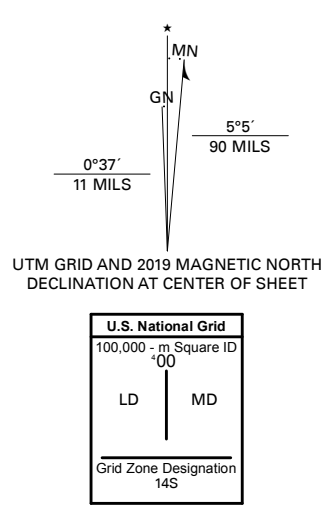 ★
MN
GN
5°5´
90 MILS
0°37´
11 MILS
UTM GRID AND 2019 MAGNETIC NORTH
DECLINATION AT CENTER OF SHEET
U.S. National Grid
100,000 - m Square ID
⁴00
LD MD
Grid Zone Designation
14S